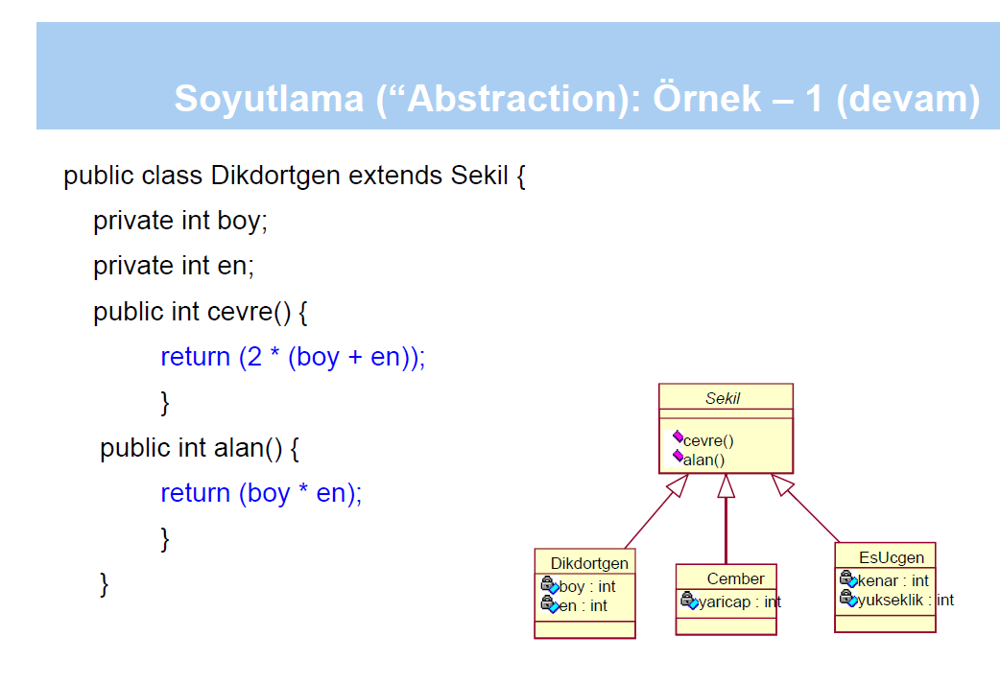 Soyutlama (“Abstraction): Örnek – 1 (devam)
public class Dikdortgen extends Sekil {
private int boy;
private int en;
public int cevre() {
return (2 * (boy + en));
}
public int alan() {
return (boy * en);
}
}
Sekil
cevre()
alan()
Dikdortgen
boy : int
en : int
Cember
yaricap : int
EsUcgen
kenar : int
yukseklik : int